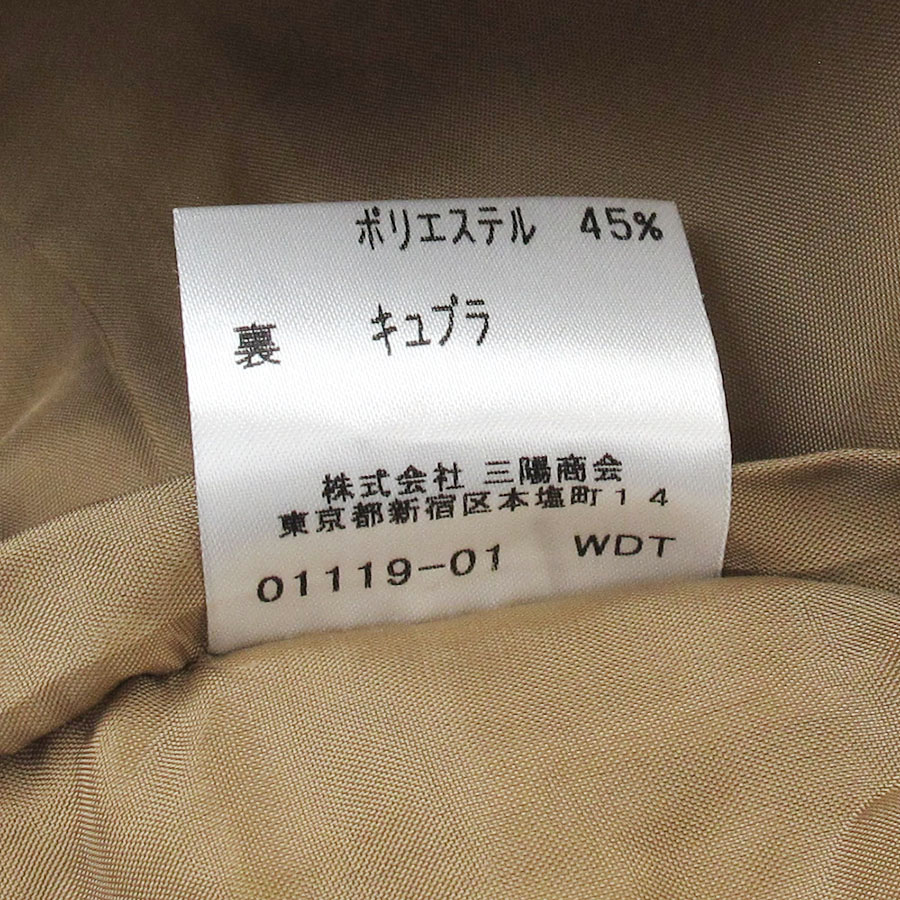 ポリエステル 45%
裏 キュプラ
株式会社 三陽商会
東京都新宿区本塩町14
01119-01 WDT